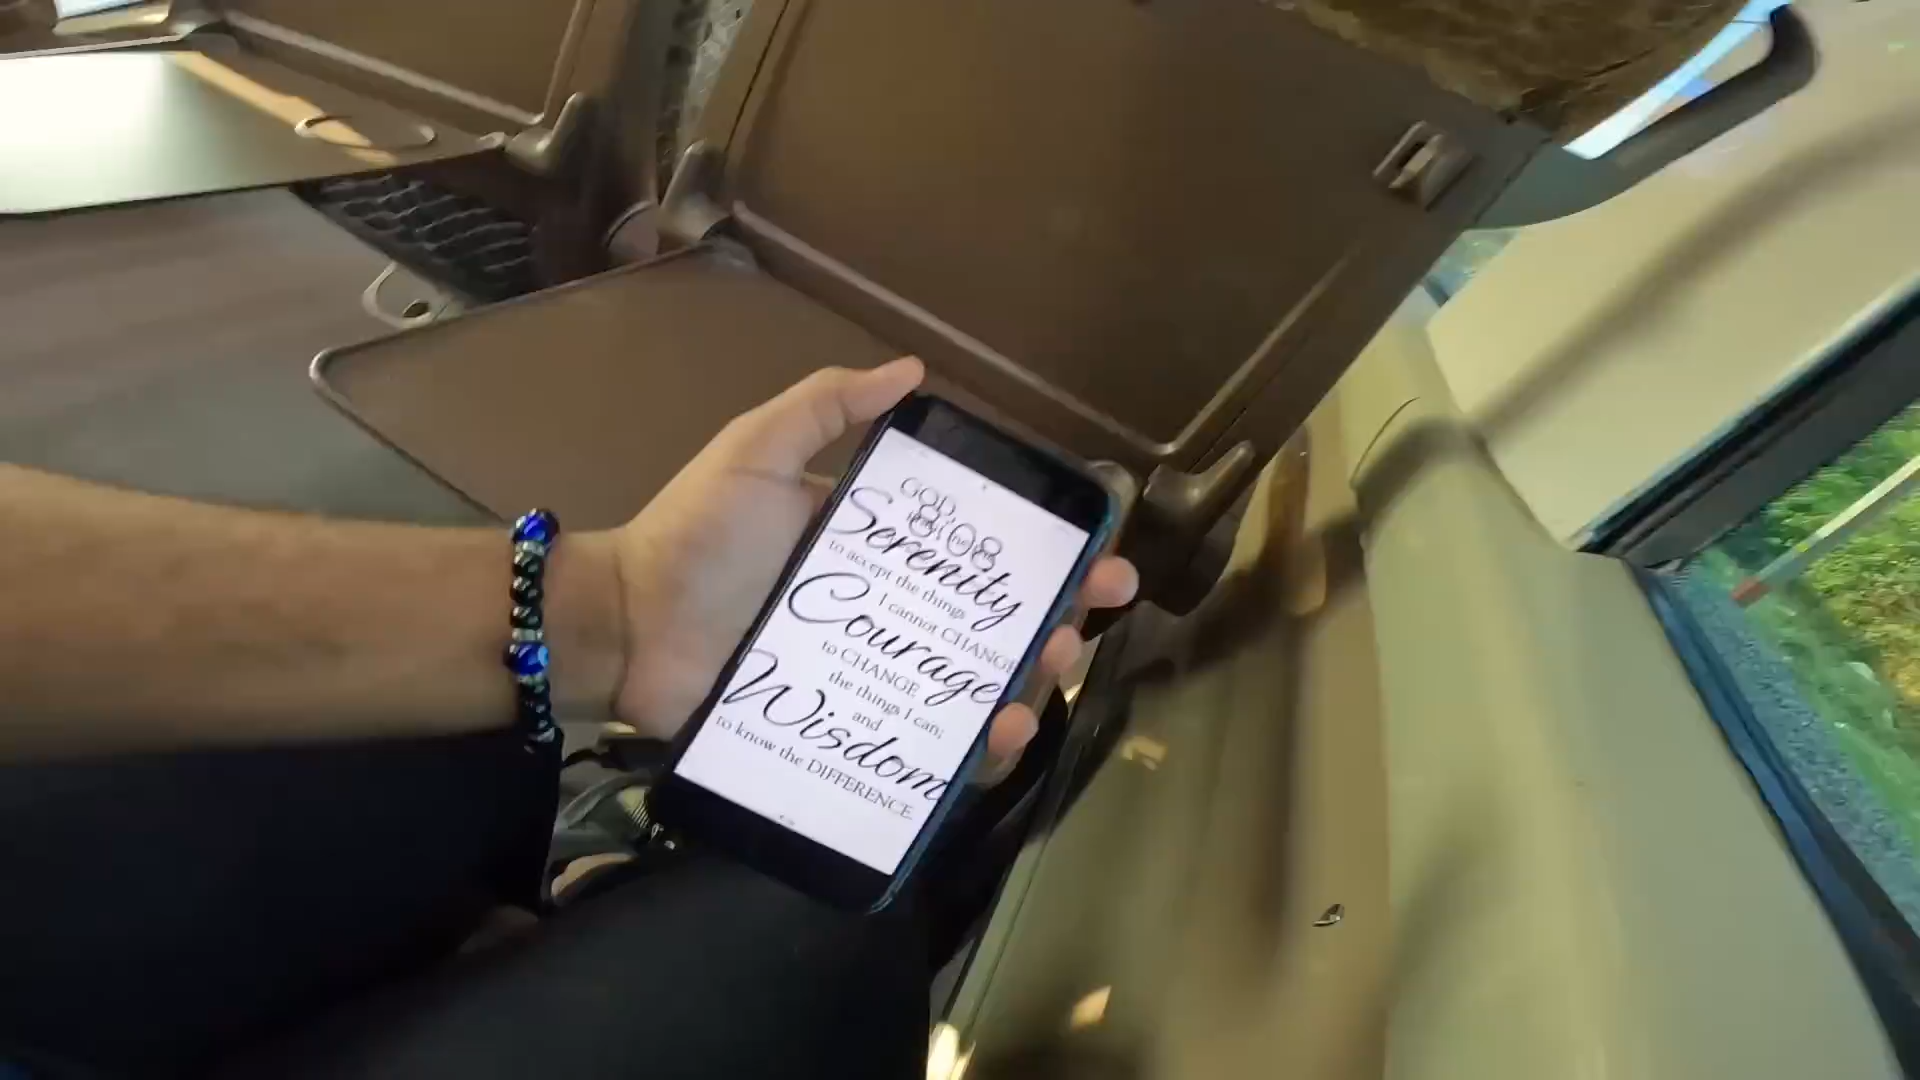 GOD,
8:08
Serenity
to accept the things
I cannot CHANGE
Courage
to CHANGE
the things I can;
and
Wisdom
to know the DIFFERENCE.